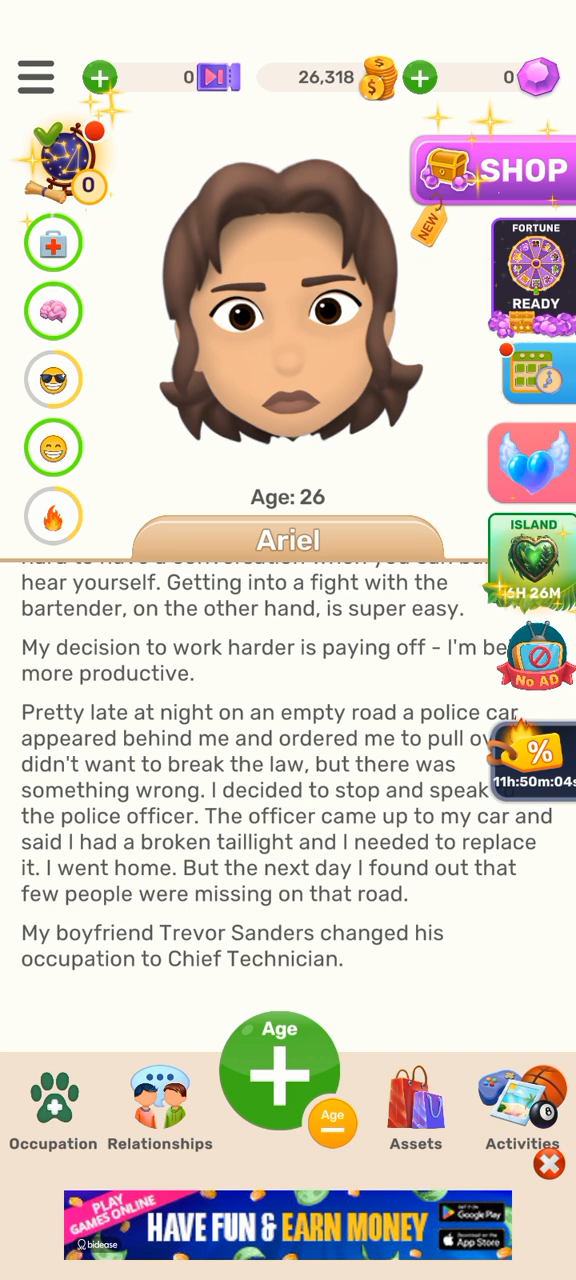 0
26,318
0
0
SHOP
NEW
FORTUNE
READY
Age: 26
Ariel
ISLAND
6H 26M
hear yourself. Getting into a fight with the
bartender, on the other hand, is super easy.
My decision to work harder is paying off - I'm
more productive.
No AD
Pretty late at night on an empty road a police car
appeared behind me and ordered me to pull
didn't want to break the law, but there was
something wrong. I decided to stop and speak
the police officer. The officer came up to my car and
said I had a broken taillight and I needed to replace
it. I went home. But the next day I found out that
few people were missing on that road.
%
11h:50m:04s
My boyfriend Trevor Sanders changed his
occupation to Chief Technician.
Age
Age
8
Occupation
Relationships
Assets
Activities
PLAY
GAMES ONLINE
bidease
HAVE FUN & EARN MONEY
GET IT ON
Google Play
Download on the
App Store